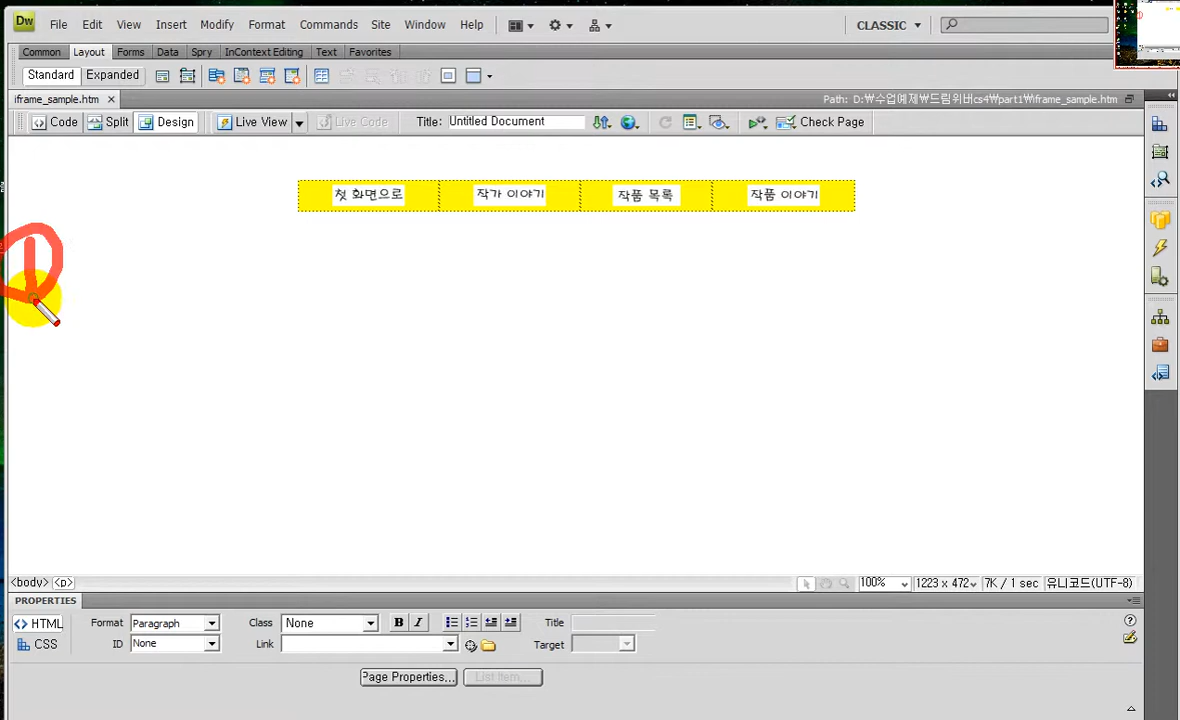 Dw File Edit View Insert Modify Format Commands Site Window Help CLASSIC
Common Layout Forms Data Spry InContext Editing Text Favorites
Standard Expanded
iframe_sample.htm Path: D:₩수업예제₩드림위버cs4₩part1₩iframe_sample.htm
Code Split Design Live View Live Code Title: Untitled Document Check Page
첫 화면으로 작가 이야기 작품 목록 작품 이야기
1
<body> <p> 100% 1223 x 472 7K / 1 sec 유니코드(UTF-8)
PROPERTIES
HTML Format Paragraph Class None B I Title
CSS ID None Link Target
Page Properties... List Item...